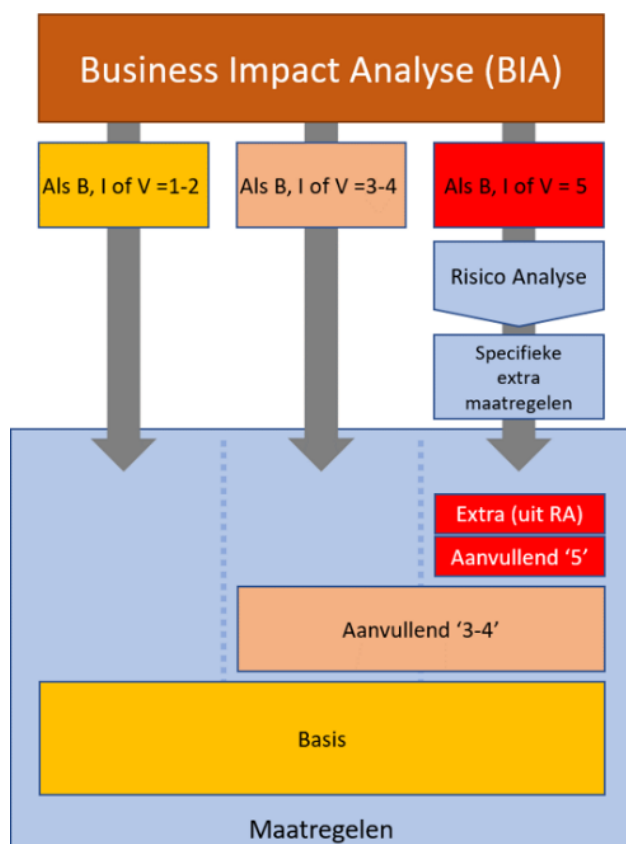 Business Impact Analyse (BIA)
Als B, I of V =1-2
Als B, I of V =3-4
Als B, I of V = 5
Risico Analyse
Specifieke
extra
maatregelen
Extra (uit RA)
Aanvullend ‘5’
Aanvullend ‘3-4’
Basis
Maatregelen